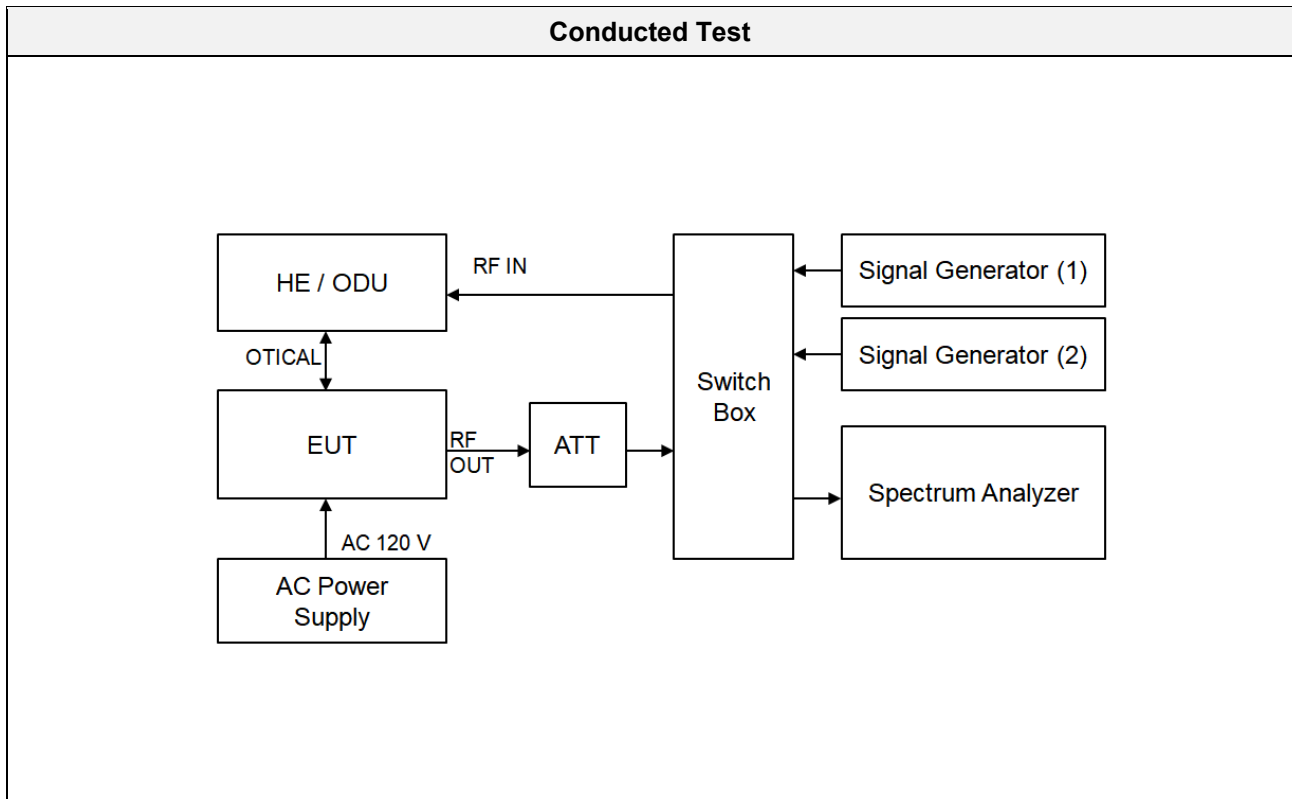 Conducted Test
HE / ODU
RF IN
Signal Generator (1)
Signal Generator (2)
OTICAL
Switch
Box
EUT
RF
OUT
ATT
Spectrum Analyzer
AC 120 V
AC Power
Supply